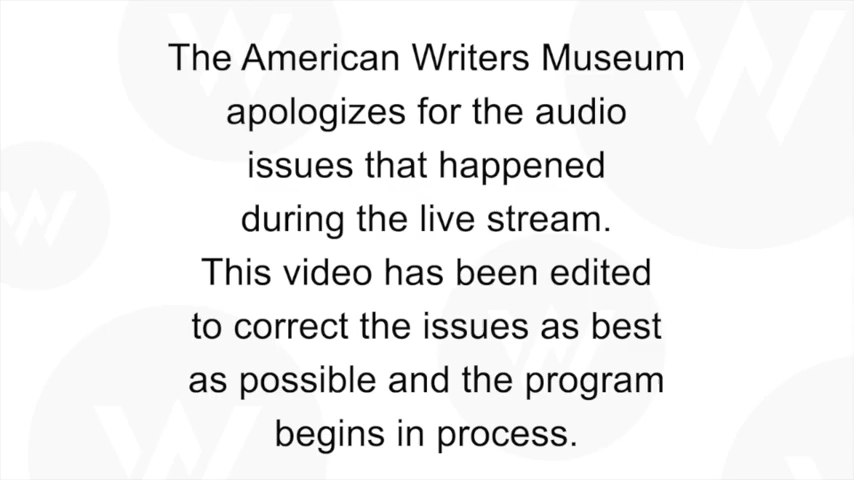 The American Writers Museum
apologizes for the audio
issues that happened
during the live stream.
This video has been edited
to correct the issues as best
as possible and the program
begins in process.